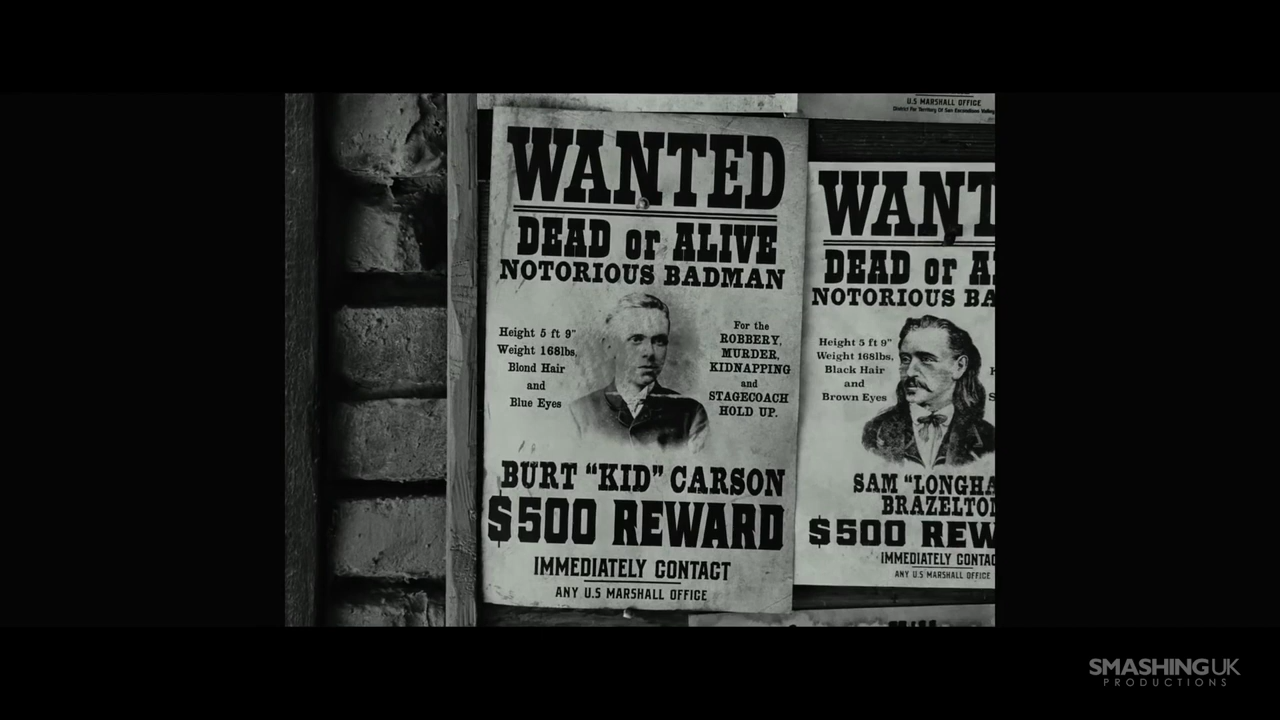 U.S MARSHALL OFFICE
WANTED
DEAD or ALIVE
NOTORIOUS BADMAN
Height 5 ft 9"
Weight 168lbs,
Blond Hair
and
Blue Eyes
For the
ROBBERY,
MURDER,
KIDNAPPING
and
STAGECOACH
HOLD UP.
BURT “KID” CARSON
$500 REWARD
IMMEDIATELY CONTACT
ANY U.S MARSHALL OFFICE
WANT
DEAD or A
NOTORIOUS BA
Height 5 ft 9"
Weight 168lbs,
Black Hair
and
Brown Eyes
SAM “LONGHA
BRAZELTO
$500 REW
IMMEDIATELY CONTAC
ANY U.S MARSHALL OFFICE
SMASHING UK
PRODUCTIONS